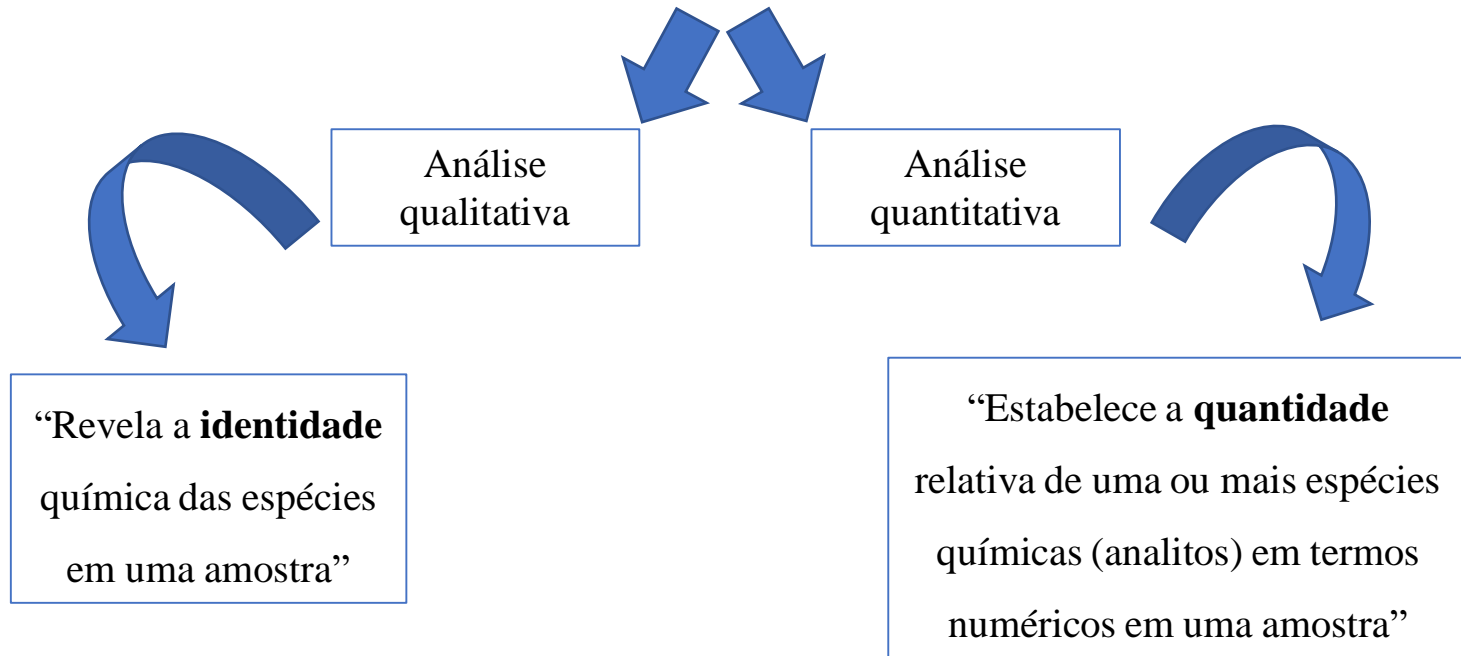 Análise
qualitativa
Análise
quantitativa
“Revela a identidade
química das espécies
em uma amostra”
“Estabelece a quantidade
relativa de uma ou mais espécies
químicas (analitos) em termos
numéricos em uma amostra”